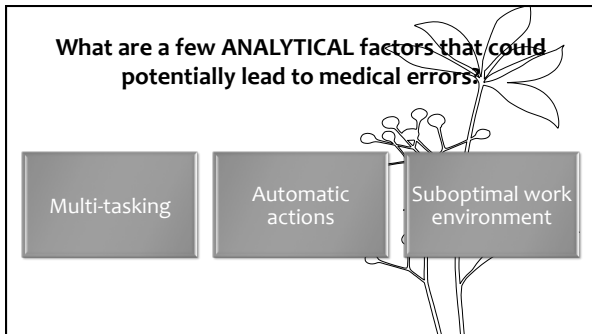 What are a few ANALYTICAL factors that could
potentially lead to medical errors?
Multi-tasking
Automatic
actions
Suboptimal work
environment